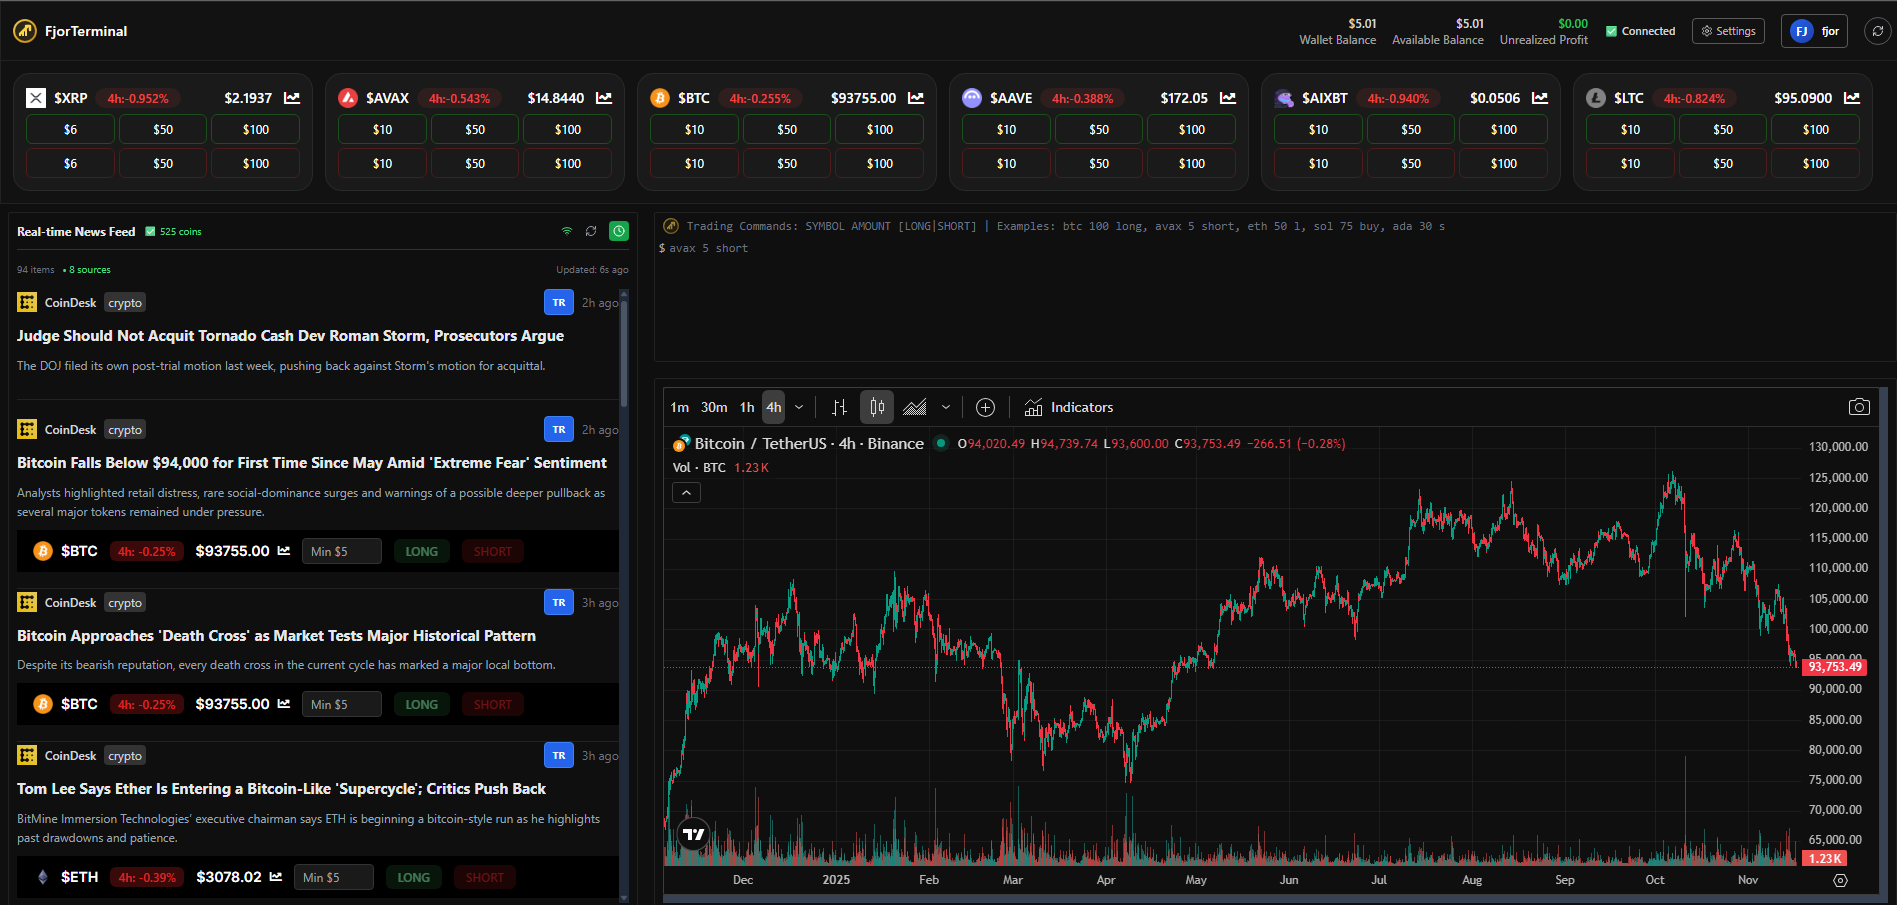 FjorTerminal
$5.01
Wallet Balance
$5.01
Available Balance
$0.00
Unrealized Profit
Connected
Settings
FJ fjor
$XRP 4h:-0.952% $2.1937
$6 $50 $100
$6 $50 $100
$AVAX 4h:-0.543% $14.8440
$10 $50 $100
$10 $50 $100
$BTC 4h:-0.255% $93755.00
$10 $50 $100
$10 $50 $100
$AAVE 4h:-0.388% $172.05
$10 $50 $100
$10 $50 $100
$AIXBT 4h:-0.940% $0.0506
$10 $50 $100
$10 $50 $100
$LTC 4h:-0.824% $95.0900
$10 $50 $100
$10 $50 $100
Real-time News Feed 525 coins
94 items • 8 sources Updated: 6s ago
CoinDesk crypto TR 2h ago
Judge Should Not Acquit Tornado Cash Dev Roman Storm, Prosecutors Argue
The DOJ filed its own post-trial motion last week, pushing back against Storm's motion for acquittal.
CoinDesk crypto TR 2h ago
Bitcoin Falls Below $94,000 for First Time Since May Amid 'Extreme Fear' Sentiment
Analysts highlighted retail distress, rare social-dominance surges and warnings of a possible deeper pullback as
several major tokens remained under pressure.
$BTC 4h: -0.25% $93755.00 Min $5 LONG SHORT
CoinDesk crypto TR 3h ago
Bitcoin Approaches 'Death Cross' as Market Tests Major Historical Pattern
Despite its bearish reputation, every death cross in the current cycle has marked a major local bottom.
$BTC 4h: -0.25% $93755.00 Min $5 LONG SHORT
CoinDesk crypto TR 3h ago
Tom Lee Says Ether Is Entering a Bitcoin-Like 'Supercycle'; Critics Push Back
BitMine Immersion Technologies' executive chairman says ETH is beginning a bitcoin-style run as he highlights
past drawdowns and patience.
$ETH 4h: -0.39% $3078.02 Min $5 LONG SHORT
Trading Commands: SYMBOL AMOUNT [LONG|SHORT] | Examples: btc 100 long, avax 5 short, eth 50 l, sol 75 buy, ada 30 s
$ avax 5 short
1m 30m 1h 4h Indicators
Bitcoin / TetherUS · 4h · Binance O94,020.49 H94,739.74 L93,600.00 C93,753.49 −266.51 (−0.28%)
Vol · BTC 1.23 K
130,000.00
125,000.00
120,000.00
115,000.00
110,000.00
105,000.00
100,000.00
95,000.00
93,753.49
90,000.00
85,000.00
80,000.00
75,000.00
70,000.00
65,000.00
1.23 K
Dec 2025 Feb Mar Apr May Jun Jul Aug Sep Oct Nov